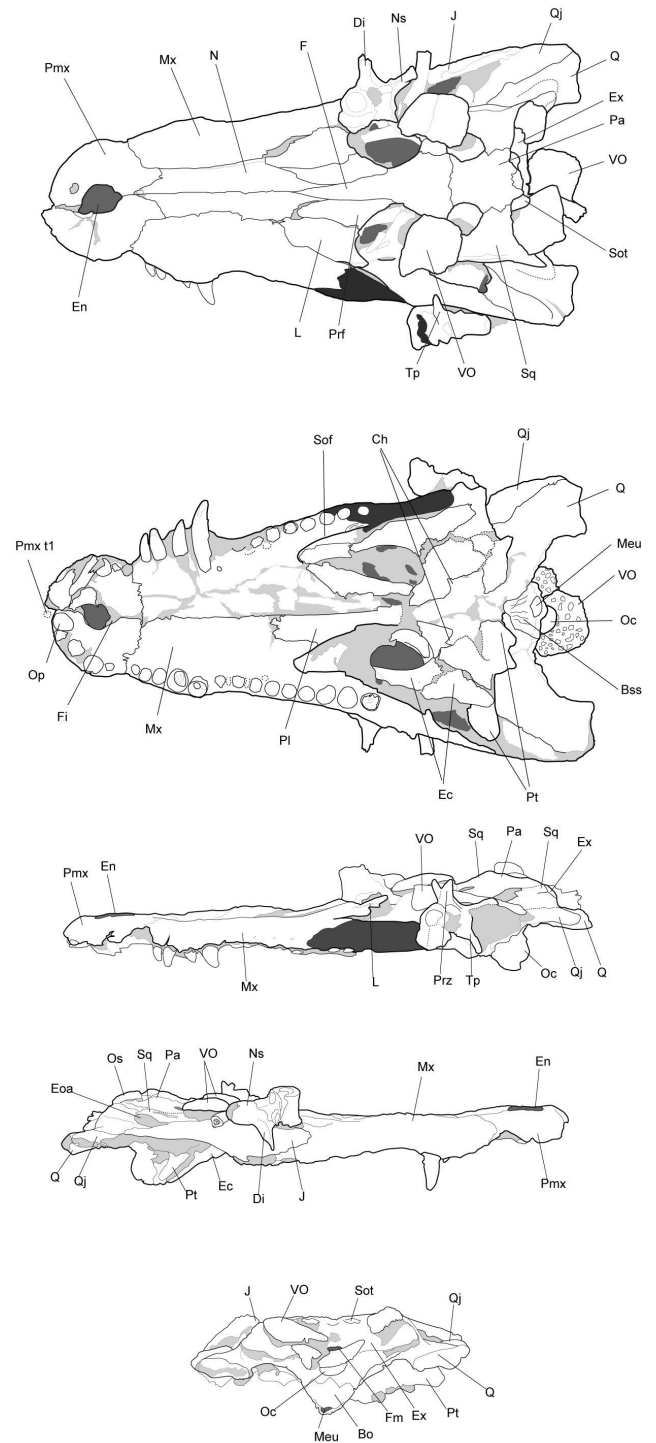 Di Ns J Qj
F
N
Mx
Pmx
Q
Ex
Pa
VO
Sot
En L Prf Tp VO Sq
Sof Ch Qj
Q
Pmx t1
Meu
VO
Oc
Op
Fi
Mx
Pl
Bss
Ec Pt
VO Sq Pa Sq Ex
Pmx En
Mx L Prz Tp Oc Qj Q
Os Sq Pa VO Ns Mx En
Eoa
Q Qj Pt Ec Di J Pmx
J VO Sot Qj
Oc Fm Ex Pt Q
Meu Bo